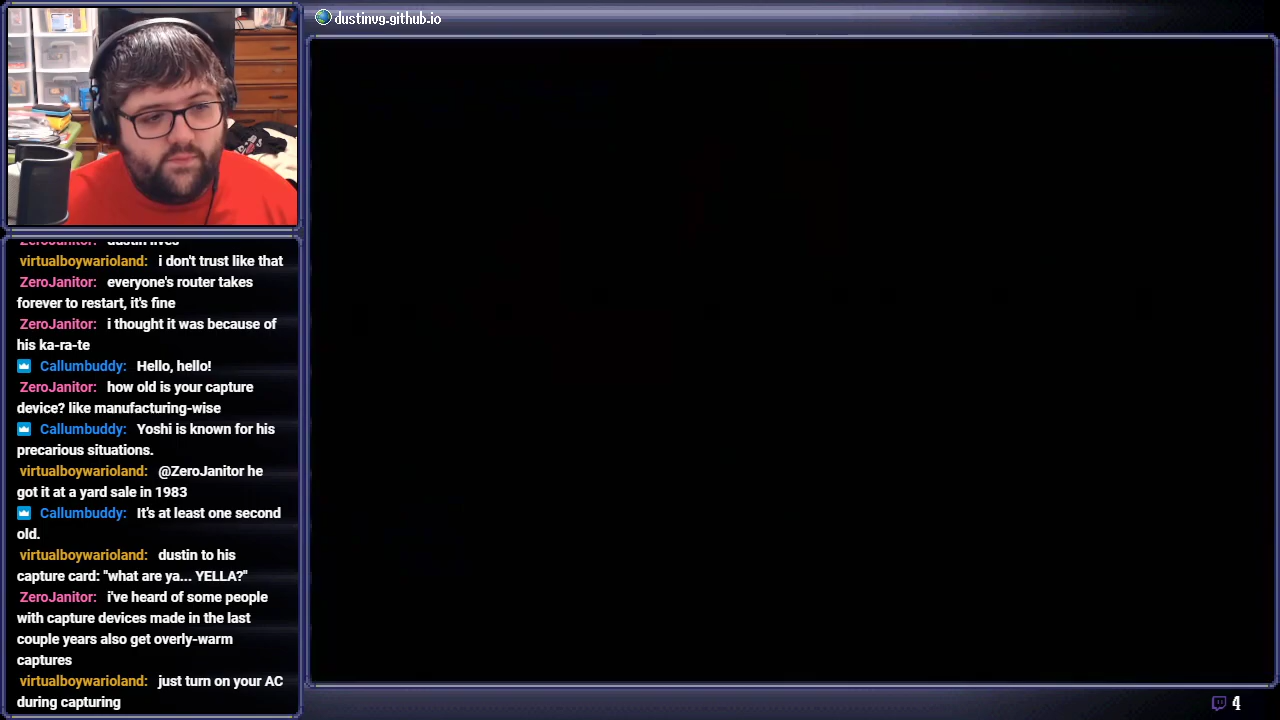 dustinvg.github.io
ZeroJanitor: dustin lives
virtualboywarioland: i don't trust like that
ZeroJanitor: everyone's router takes
forever to restart, it's fine
ZeroJanitor: i thought it was because of
his ka-ra-te
Callumbuddy: Hello, hello!
ZeroJanitor: how old is your capture
device? like manufacturing-wise
Callumbuddy: Yoshi is known for his
precarious situations.
virtualboywarioland: @ZeroJanitor he
got it at a yard sale in 1983
Callumbuddy: It's at least one second
old.
virtualboywarioland: dustin to his
capture card: "what are ya... YELLA?"
ZeroJanitor: i've heard of some people
with capture devices made in the last
couple years also get overly-warm
captures
virtualboywarioland: just turn on your AC
during capturing
4